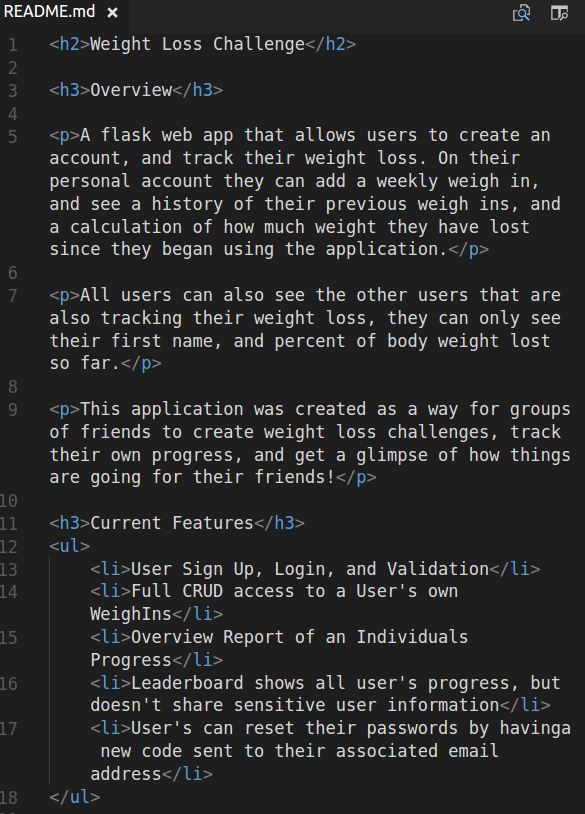 README.md ×
1 <h2>Weight Loss Challenge</h2>
2
3 <h3>Overview</h3>
4
5 <p>A flask web app that allows users to create an
account, and track their weight loss. On their
personal account they can add a weekly weigh in,
and see a history of their previous weigh ins, and
a calculation of how much weight they have lost
since they began using the application.</p>
6
7 <p>All users can also see the other users that are
also tracking their weight loss, they can only see
their first name, and percent of body weight lost
so far.</p>
8
9 <p>This application was created as a way for groups
of friends to create weight loss challenges, track
their own progress, and get a glimpse of how things
are going for their friends!</p>
10
11 <h3>Current Features</h3>
12 <ul>
13 <li>User Sign Up, Login, and Validation</li>
14 <li>Full CRUD access to a User's own
WeighIns</li>
15 <li>Overview Report of an Individuals
Progress</li>
16 <li>Leaderboard shows all user's progress, but
doesn't share sensitive user information</li>
17 <li>User's can reset their passwords by havinga
new code sent to their associated email
address</li>
18 </ul>